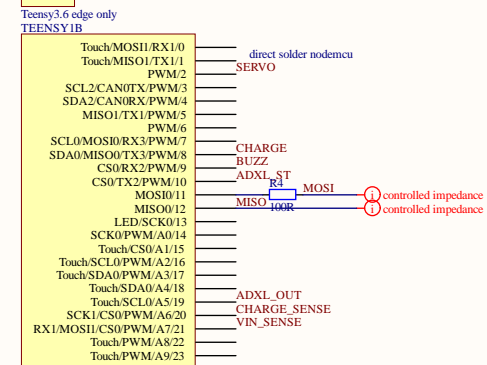 Teensy3.6 edge only
TEENSY1B
Touch/MOSI1/RX1/0
Touch/MISO1/TX1/1 direct solder nodemcu
PWM/2 SERVO
SCL2/CAN0TX/PWM/3
SDA2/CAN0RX/PWM/4
MISO1/TX1/PWM/5
PWM/6
SCL0/MOSI0/RX3/PWM/7
SDA0/MISO0/TX3/PWM/8 CHARGE
CS0/RX2/PWM/9 BUZZ
CS0/TX2/PWM/10 ADXL_ST
R4
MOSI0/11 MOSI i controlled impedance
MISO0/12 MISO 100R i controlled impedance
LED/SCK0/13
SCK0/PWM/A0/14
Touch/CS0/A1/15
Touch/SCL0/PWM/A2/16
Touch/SDA0/PWM/A3/17
Touch/SDA0/A4/18
Touch/SCL0/A5/19 ADXL_OUT
SCK1/CS0/PWM/A6/20 CHARGE_SENSE
RX1/MOSI1/CS0/PWM/A7/21 VIN_SENSE
Touch/PWM/A8/22
Touch/PWM/A9/23